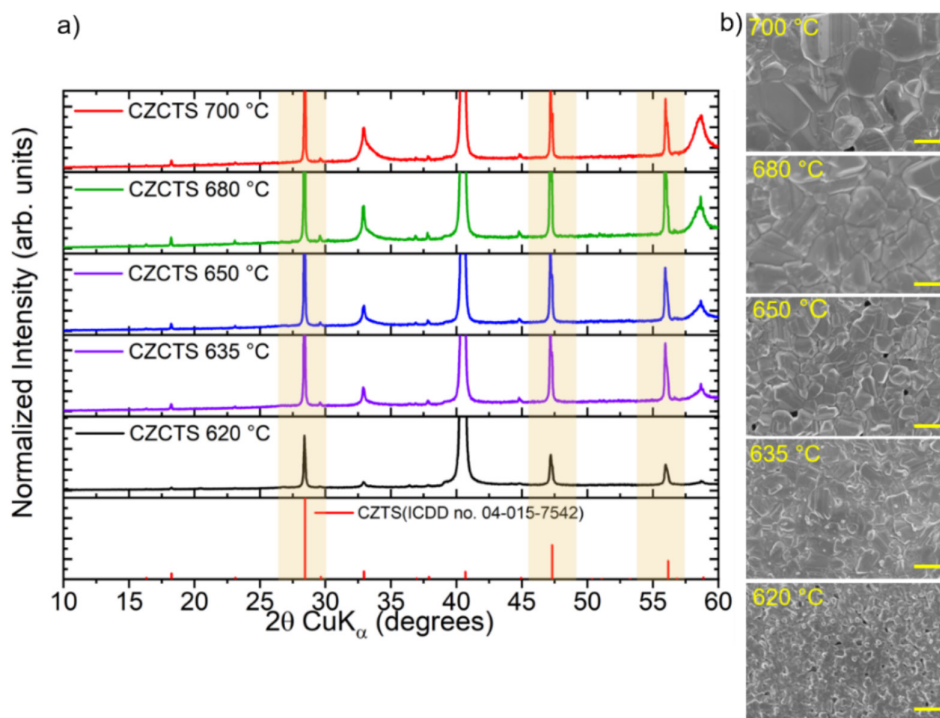 a)
CZCTS 700 °C
CZCTS 680 °C
CZCTS 650 °C
CZCTS 635 °C
CZCTS 620 °C
CZTS(ICDD no. 04-015-7542)
Normalized Intensity (arb. units)
10 15 20 25 30 35 40 45 50 55 60
2θ CuKα (degrees)
b)
700 °C
680 °C
650 °C
635 °C
620 °C